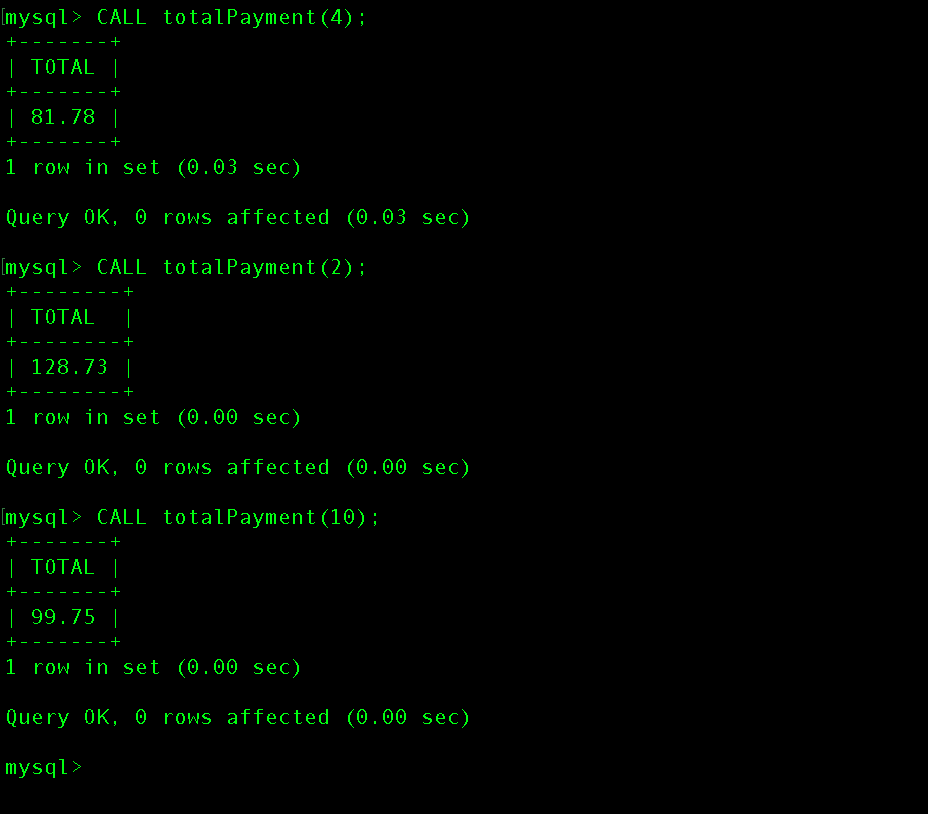 [mysql> CALL totalPayment(4);
+-------+
| TOTAL |
+-------+
| 81.78 |
+-------+
1 row in set (0.03 sec)

Query OK, 0 rows affected (0.03 sec)

[mysql> CALL totalPayment(2);
+--------+
| TOTAL  |
+--------+
| 128.73 |
+--------+
1 row in set (0.00 sec)

Query OK, 0 rows affected (0.00 sec)

[mysql> CALL totalPayment(10);
+-------+
| TOTAL |
+-------+
| 99.75 |
+-------+
1 row in set (0.00 sec)

Query OK, 0 rows affected (0.00 sec)

mysql>